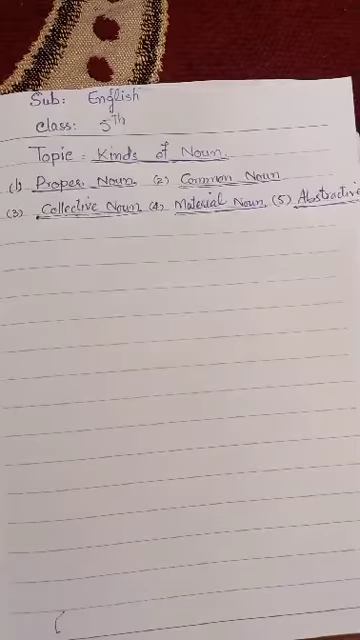 Sub: English
Class: 5th
Topic: Kinds of Noun.
(1) Proper Noun (2) Common Noun
(3) Collective Noun (4) Material Noun, (5) Abstractive